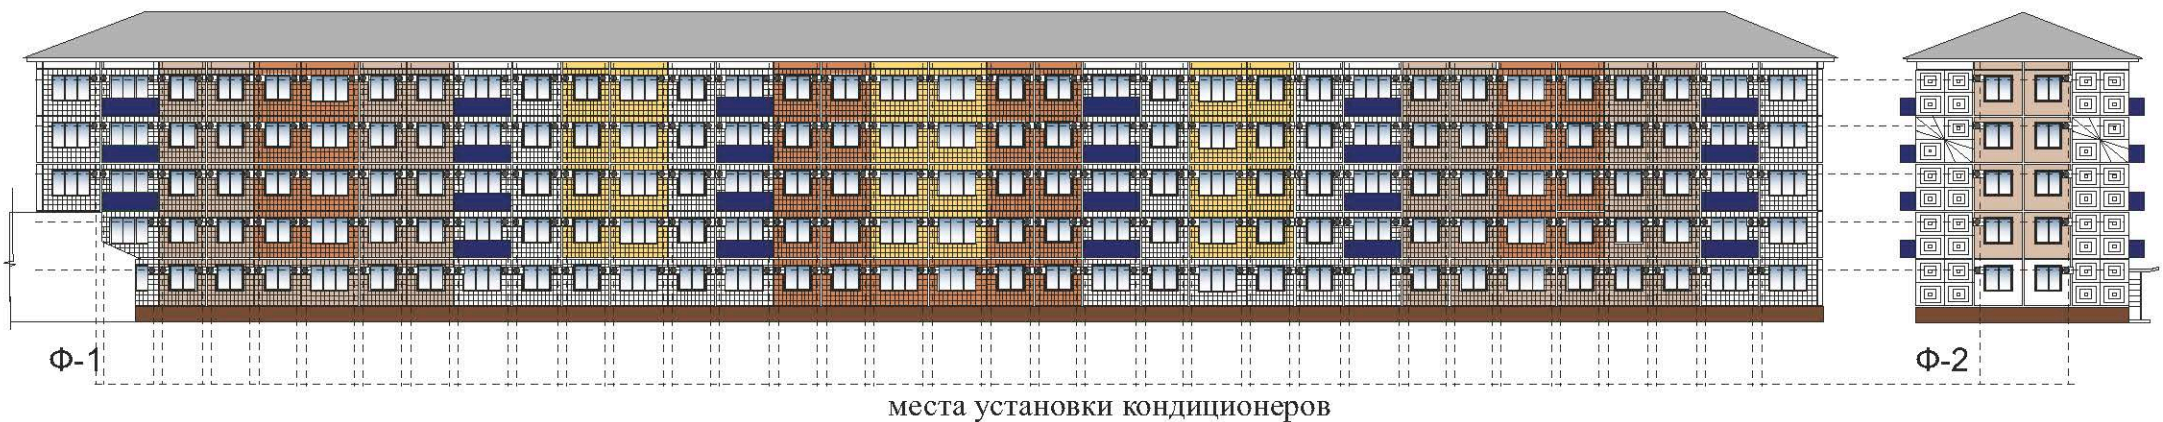 Ф-1
Ф-2
места установки кондиционеров